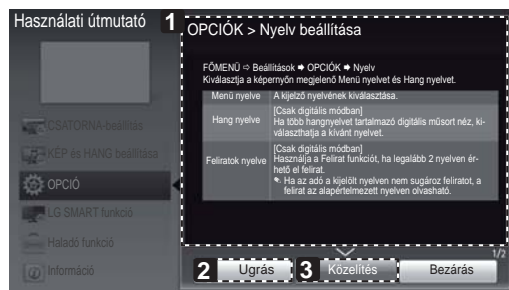 Használati útmutató
1
OPCIÓK > Nyelv beállítása
FŐMENÜ ⇨ Beállítások ➡ OPCIÓK ➡ Nyelv
Kiválasztja a képernyőn megjelenő Menü nyelvet és Hang nyelvet.
Menü nyelve A kijelző nyelvének kiválasztása.
Hang nyelve
[Csak digitális módban]
Ha több hangnyelvet tartalmazó digitális műsort néz, ki-
választhatja a kívánt nyelvet.
Feliratok nyelve
[Csak digitális módban]
Használja a Felirat funkciót, ha legalább 2 nyelven ér-
hető el felirat.
Ha az adó a kijelölt nyelven nem sugároz feliratot, a
felirat az alapértelmezett nyelven olvasható.
CSATORNA-beállítás
KÉP és HANG beállítása
OPCIÓ
LG SMART funkció
Haladó funkció
Információ
1/2
2 Ugrás
3 Közelítés
Bezárás